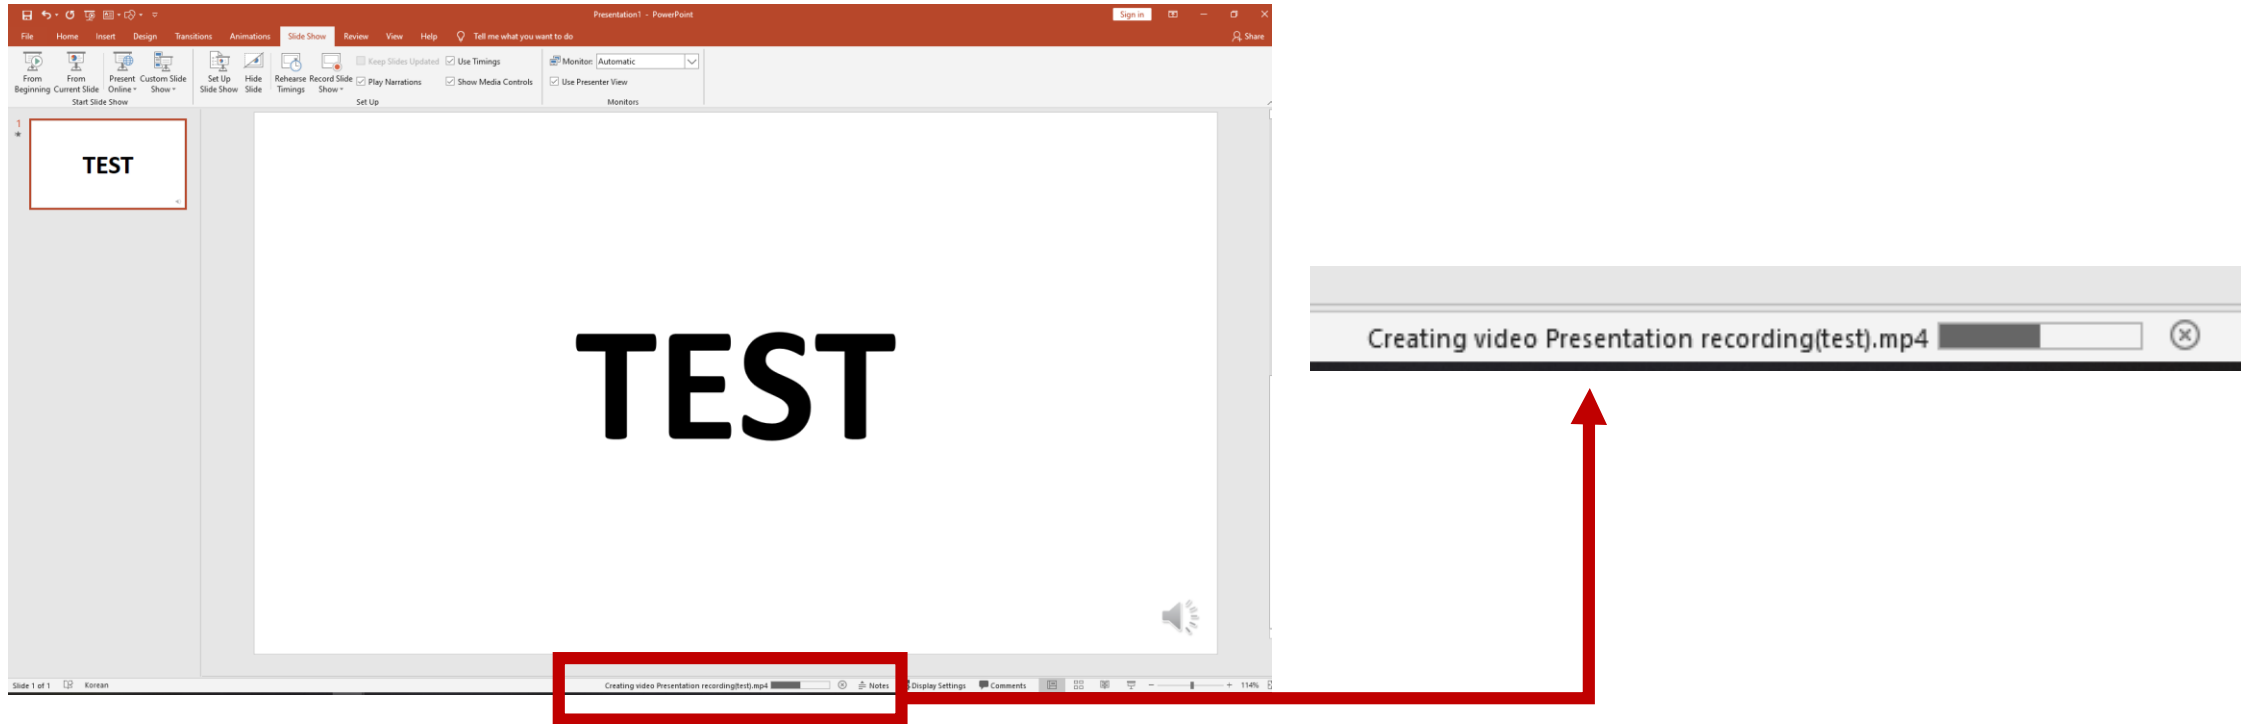 Presentation1 - PowerPoint
Sign in
File Home Insert Design Transitions Animations Slide Show Review View Help Tell me what you want to do
Share
From Beginning
From Current Slide
Present Online
Custom Slide Show
Start Slide Show
Set Up Slide Show
Hide Slide
Rehearse Timings
Record Slide Show
Keep Slides Updated
Play Narrations
Use Timings
Show Media Controls
Set Up
Monitor: Automatic
Use Presenter View
Monitors
1
TEST
TEST
Slide 1 of 1 Korean
Creating video Presentation recording(test).mp4
Notes Display Settings Comments
114%
Creating video Presentation recording(test).mp4